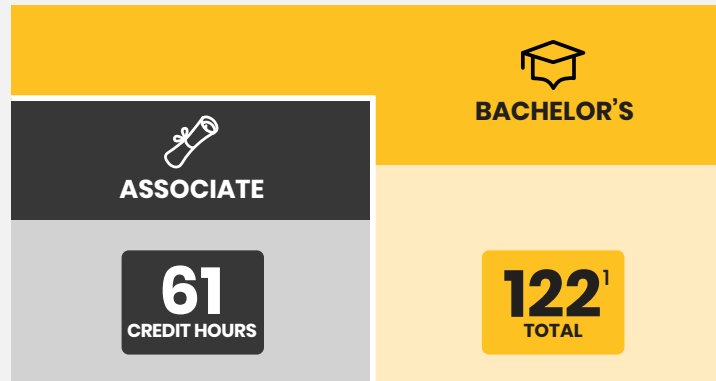 BACHELOR’S
ASSOCIATE
61
CREDIT HOURS
122¹
TOTAL